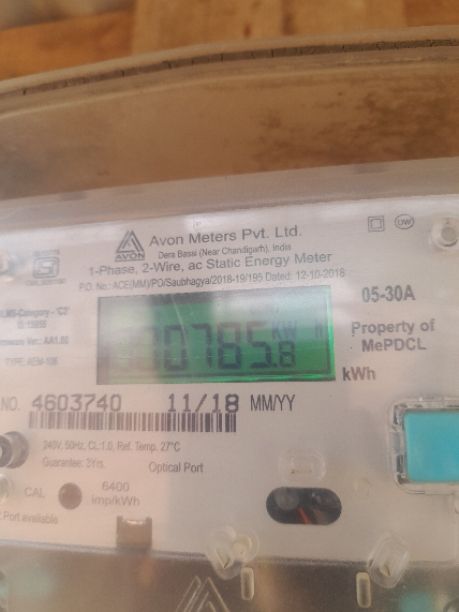 Avon Meters Pvt. Ltd.
AVON
Dera Bassi (Near Chandigarh), India
1-Phase, 2-Wire, ac Static Energy Meter
P.O. No.: ACE(MM)/PO/Saubhagya/2018-19/195 Dated: 12-10-2018
05-30A
Property of
MePDCL
00785.8
kWh
NO. 4603740 11/18 MM/YY
240V, 50Hz, CL:1.0, Ref. Temp. 27°C
Guarantee: 5Yrs.
Optical Port
CAL
6400
imp/kWh
Port available